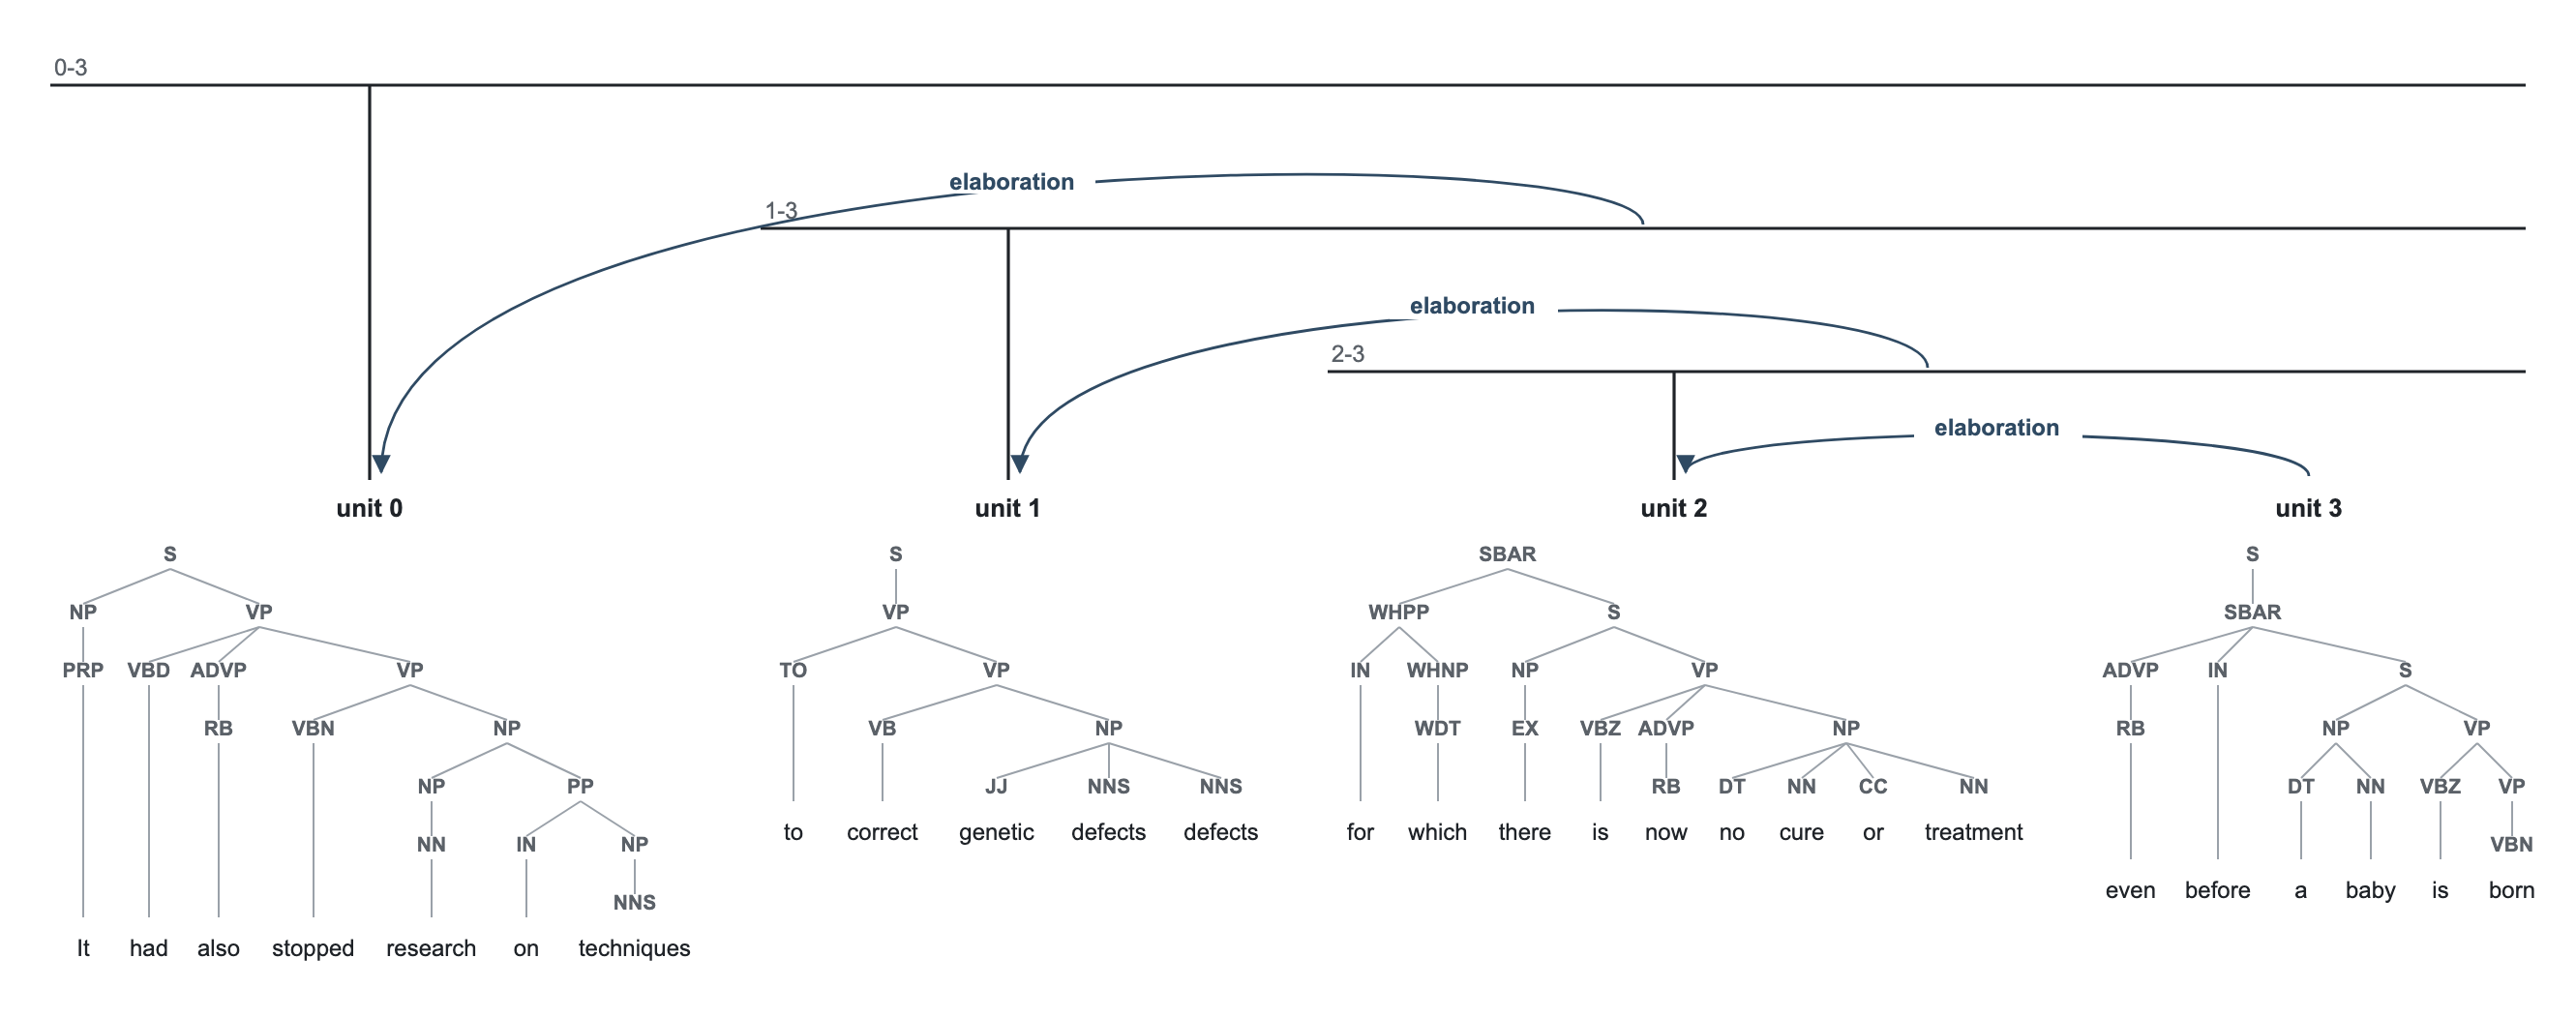 0-3
elaboration
1-3
elaboration
2-3
elaboration
unit 0 unit 1 unit 2 unit 3
S S SBAR S
NP VP VP WHPP S SBAR
PRP VBD ADVP VP TO VP IN WHNP NP VP ADVP IN S
RB VBN NP VB NP WDT EX VBZ ADVP NP RB NP VP
NP PP JJ NNS NNS RB DT NN CC NN DT NN VBZ VP
to correct genetic defects defects for which there is now no cure or treatment
NN IN NP VBN
even before a baby is born
NNS
It had also stopped research on techniques